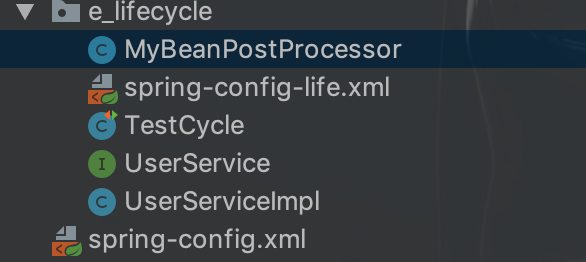 e_lifecycle
MyBeanPostProcessor
spring-config-life.xml
TestCycle
UserService
UserServiceImpl
spring-config.xml